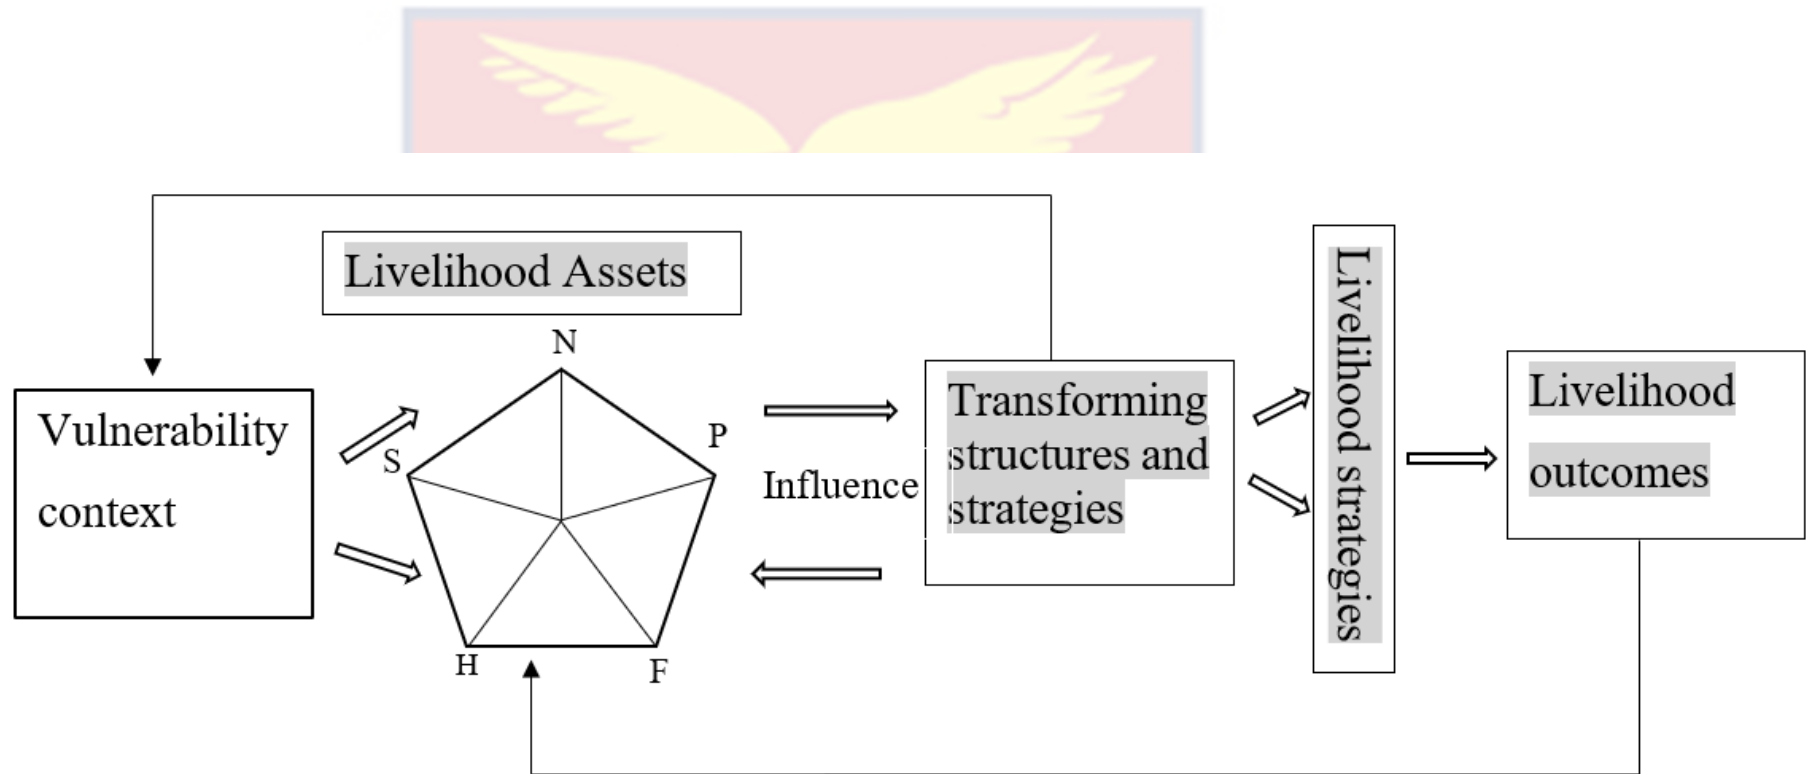 Livelihood Assets
N
P
S
H
F
Vulnerability
context
Influence
Transforming
structures and
strategies
Livelihood strategies
Livelihood
outcomes